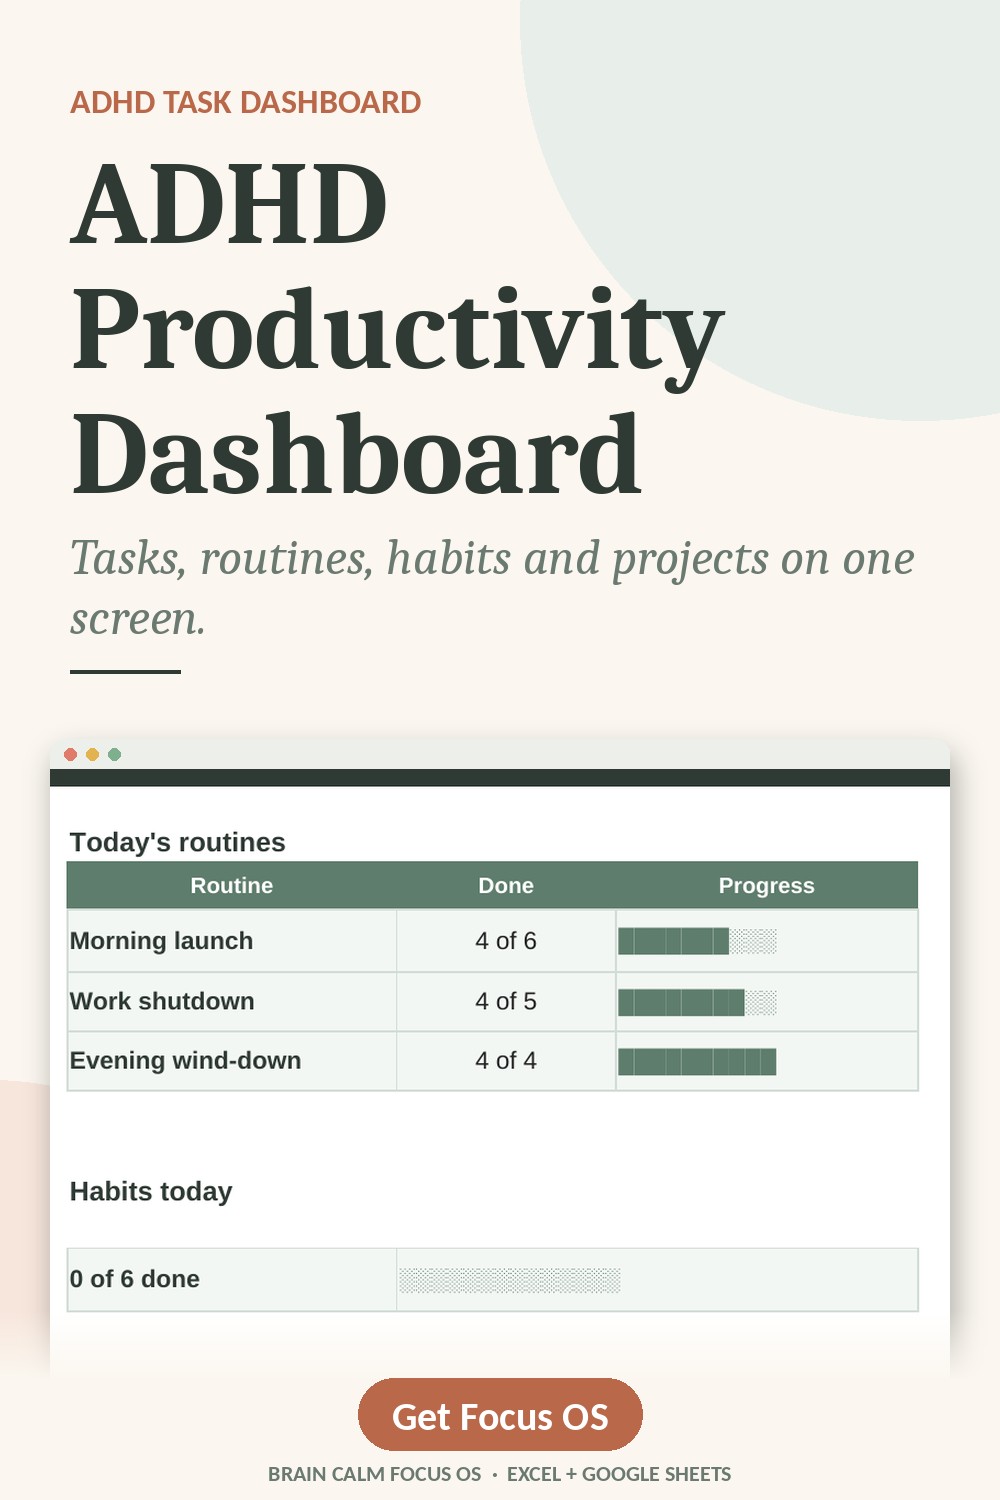 ADHD TASK DASHBOARD
ADHD
Productivity
Dashboard
Tasks, routines, habits and projects on one
screen.
Today's routines
Routine Done Progress
Morning launch 4 of 6
Work shutdown 4 of 5
Evening wind-down 4 of 4
Habits today
0 of 6 done
Get Focus OS
BRAIN CALM FOCUS OS · EXCEL + GOOGLE SHEETS